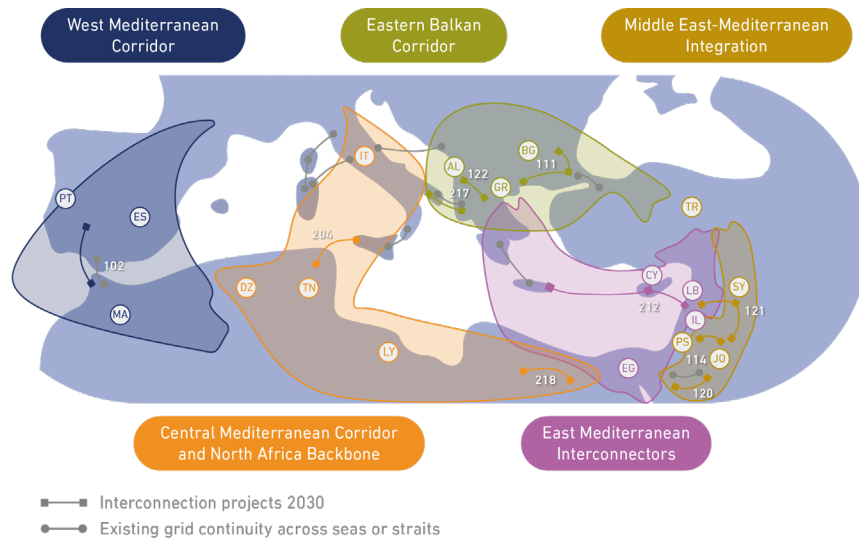 West Mediterranean
Corridor
Eastern Balkan
Corridor
Middle East-Mediterranean
Integration
IT
BG
111
AL
122
GR
217
PT
ES
TR
204
102
CY
DZ
TN
LB
SY
212
121
MA
IL
PS
114
JO
LY
EG
218
120
Central Mediterranean Corridor
and North Africa Backbone
East Mediterranean
Interconnectors
Interconnection projects 2030
Existing grid continuity across seas or straits